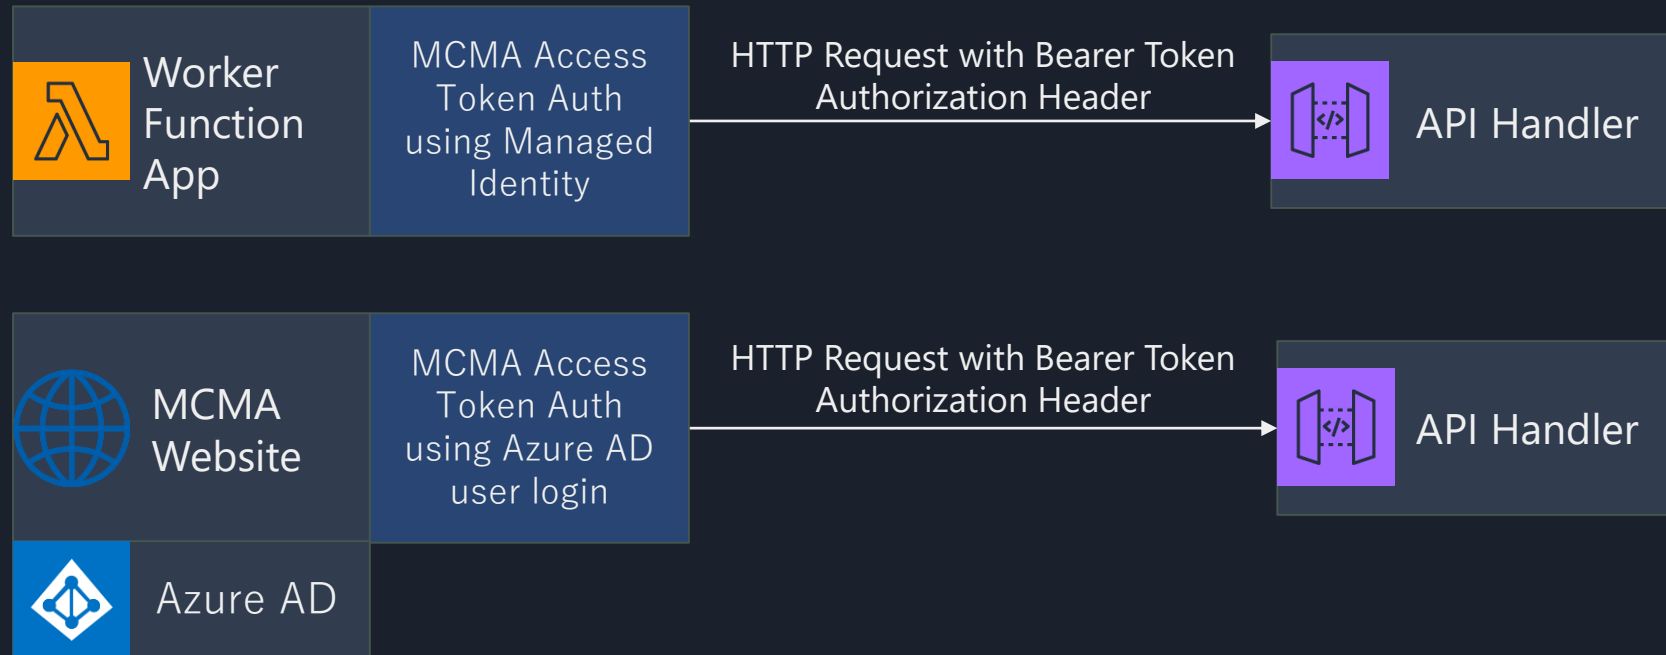 Worker
Function
App
MCMA Access
Token Auth
using Managed
Identity
HTTP Request with Bearer Token
Authorization Header
</>
API Handler
MCMA
Website
MCMA Access
Token Auth
using Azure AD
user login
HTTP Request with Bearer Token
Authorization Header
</>
API Handler
Azure AD